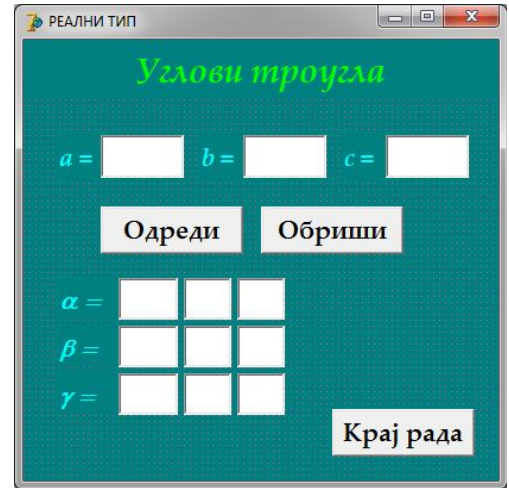 РЕАЛНИ ТИП
Углови троугла
a = b = c =
Одреди Обриши
α =
β =
γ =
Крај рада